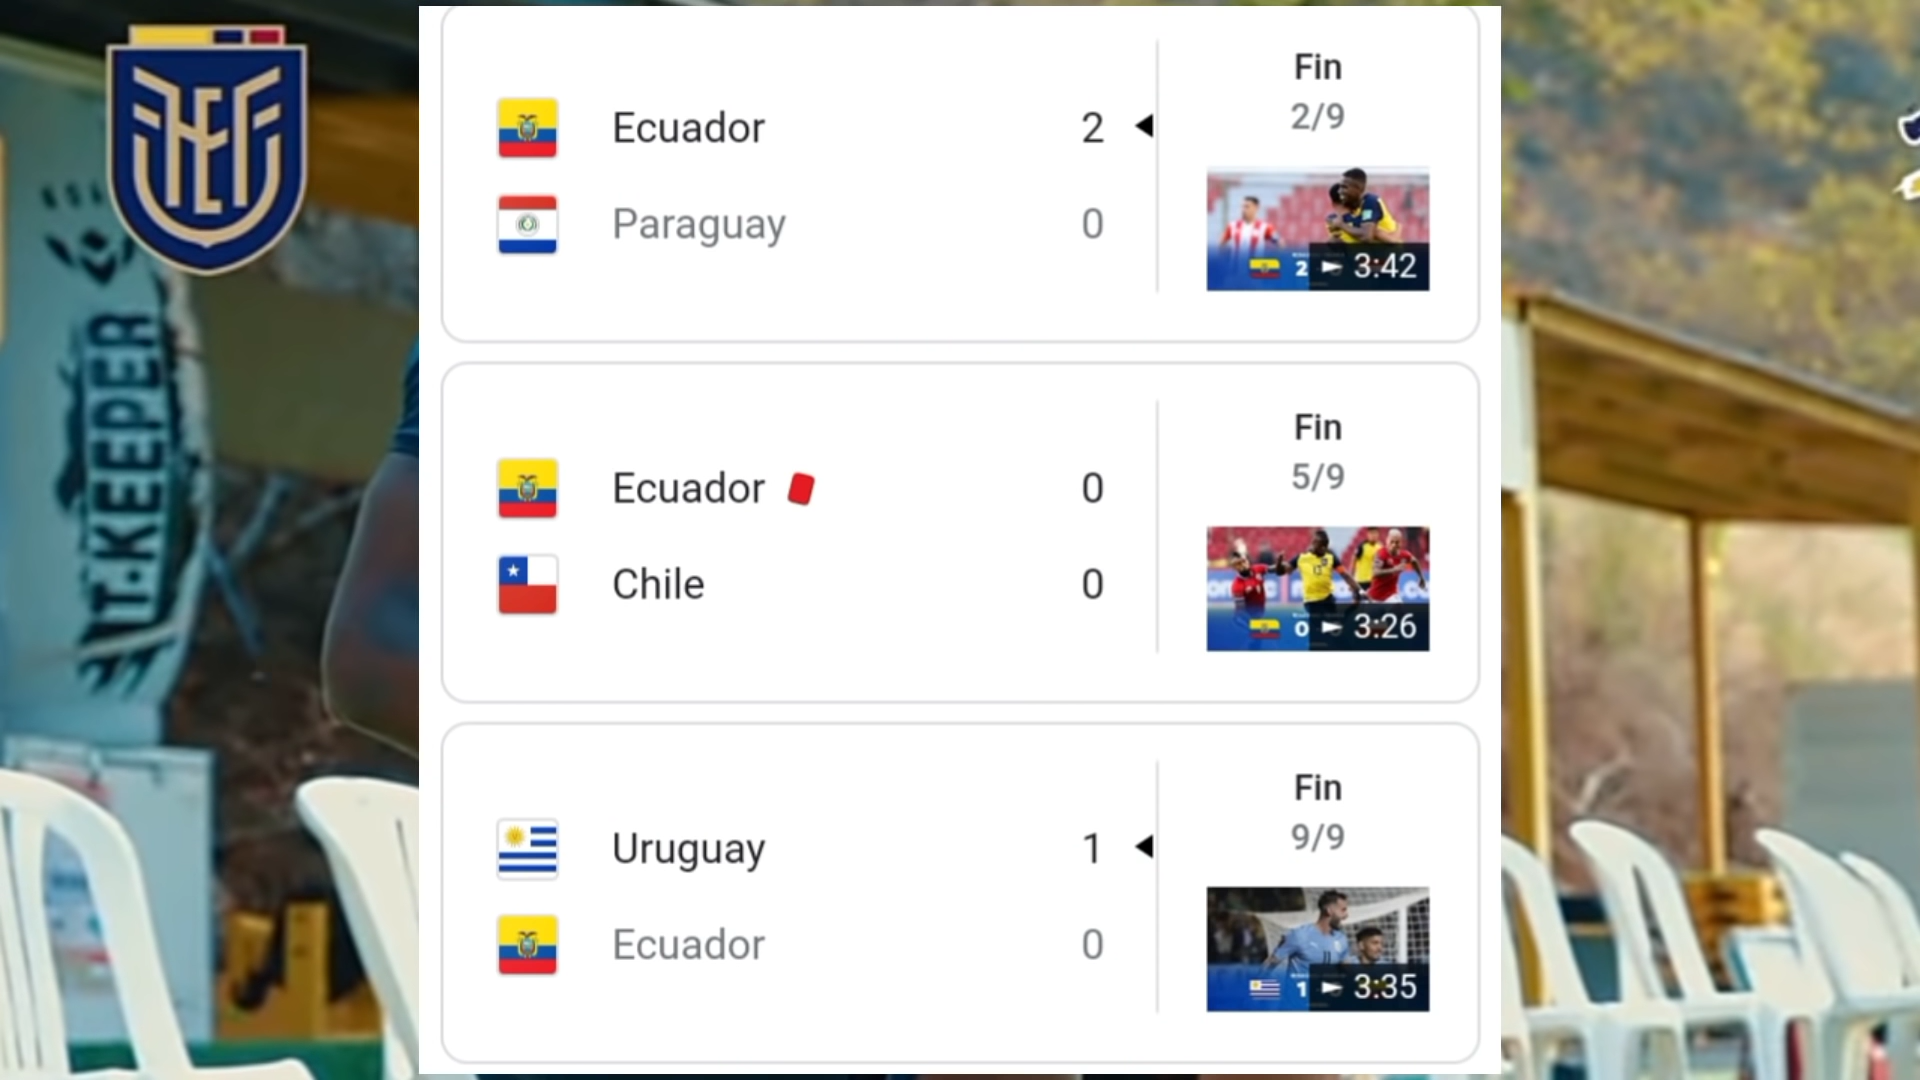 Ecuador 2
Fin
2/9
Paraguay 0
2 3:42
Ecuador 0
Fin
5/9
Chile 0
0 3:26
Uruguay 1
Fin
9/9
Ecuador 0
1 3:35
FEF
T.KEEPER